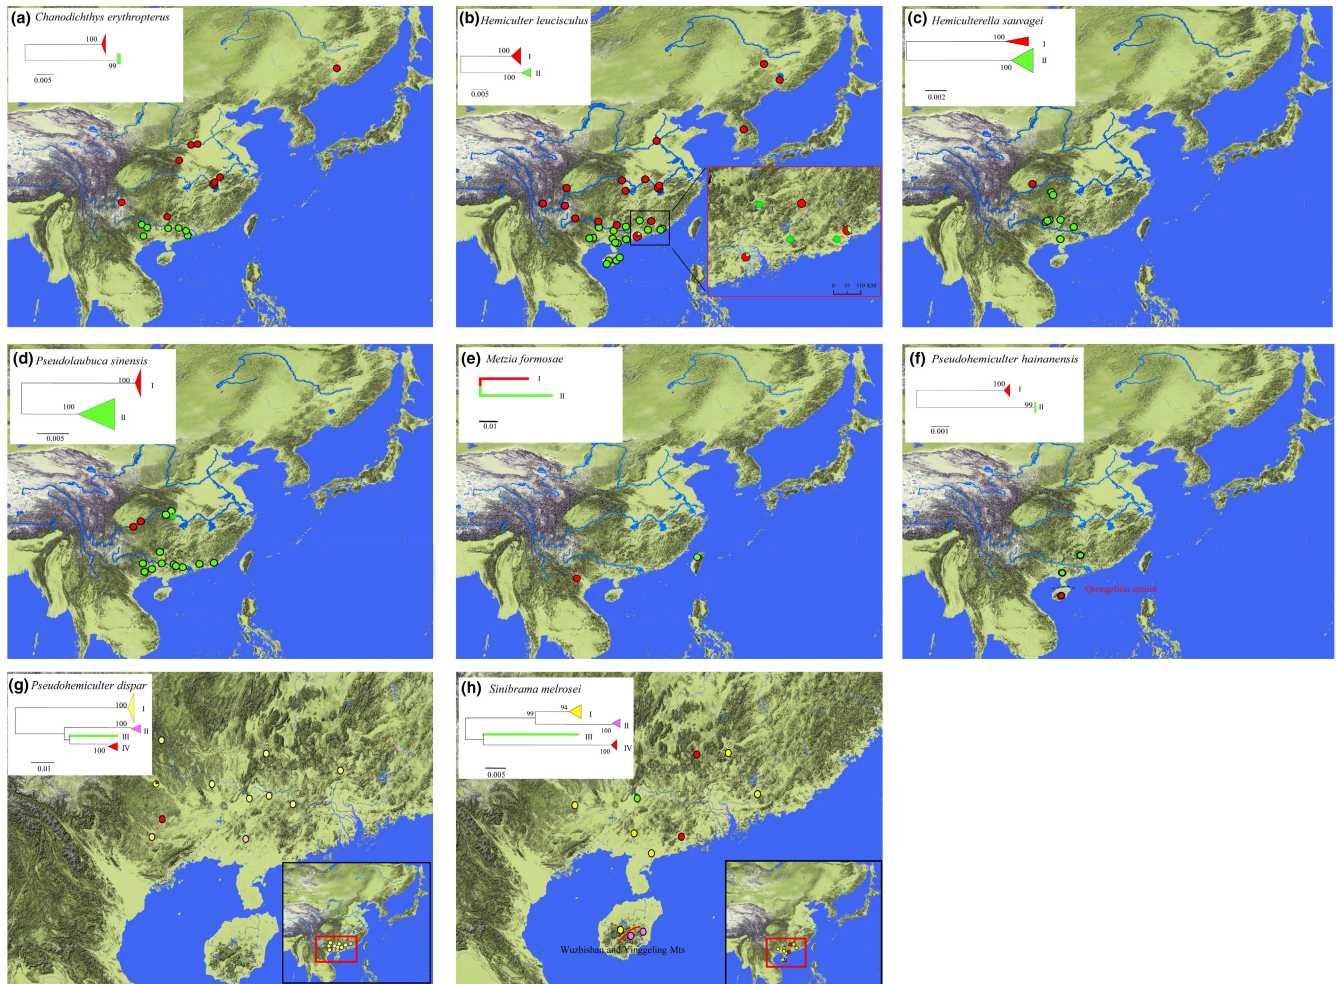 (a) Chanodichthys erythropterus
100
99
0.005
(b) Hemiculter leucisculus
100 I
100 II
0.005
0 55 110 KM
(c) Hemiculterella sauvagei
100 I
100 II
0.002
(d) Pseudolaubuca sinensis
100 I
100 II
0.005
(e) Metzia formosae
I
II
0.01
(f) Pseudohemiculter hainanensis
100 I
99 II
0.001
Qiongzhou straint
(g) Pseudohemiculter dispar
100 I
100 II
III
100 IV
0.01
(h) Sinibrama melrosei
99 94 I
100 II
III
100 IV
0.005
Wuzhishan and Yinggeling Mts